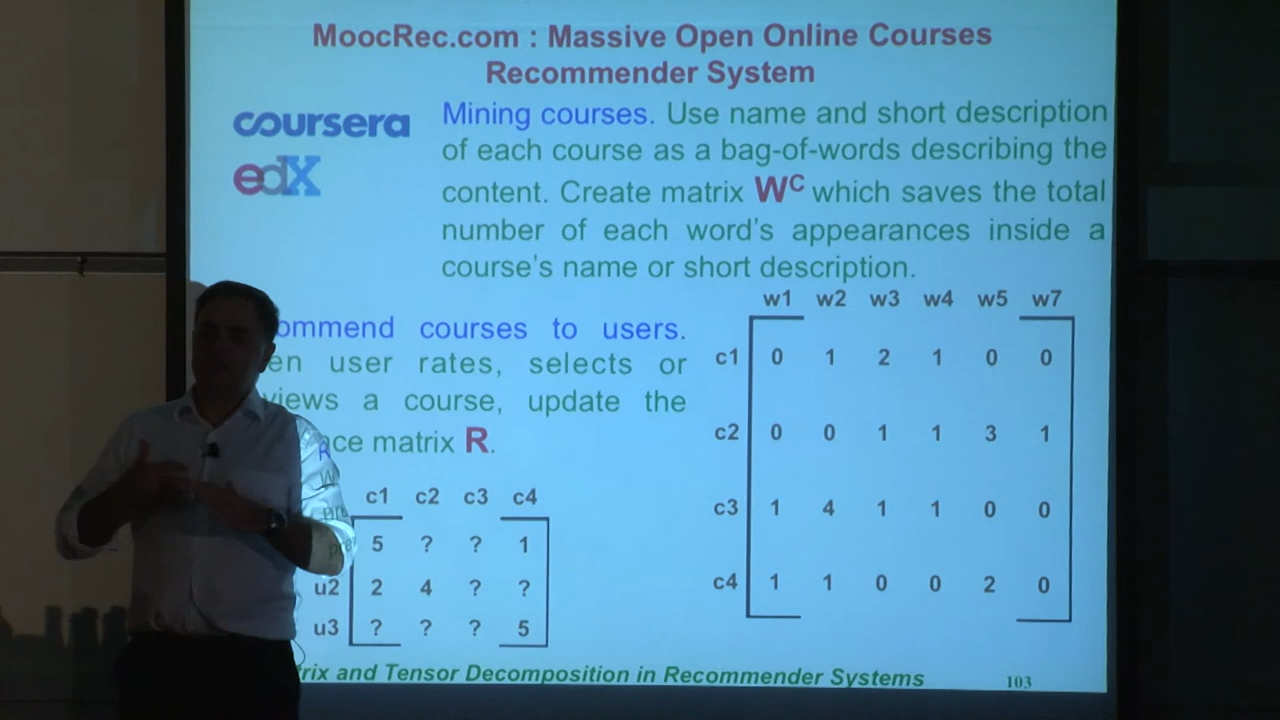 MoocRec.com : Massive Open Online Courses
Recommender System
coursera
edX
Mining courses. Use name and short description
of each course as a bag-of-words describing the
content. Create matrix WC which saves the total
number of each word's appearances inside a
course's name or short description.
ommend courses to users.
en user rates, selects or
views a course, update the
ce matrix R.
c1 c2 c3 c4
5 ? ? 1
u2 2 4 ? ?
u3 ? ? ? 5
w1 w2 w3 w4 w5 w7
c1 0 1 2 1 0 0
c2 0 0 1 1 3 1
c3 1 4 1 1 0 0
c4 1 1 0 0 2 0
trix and Tensor Decomposition in Recommender Systems
103